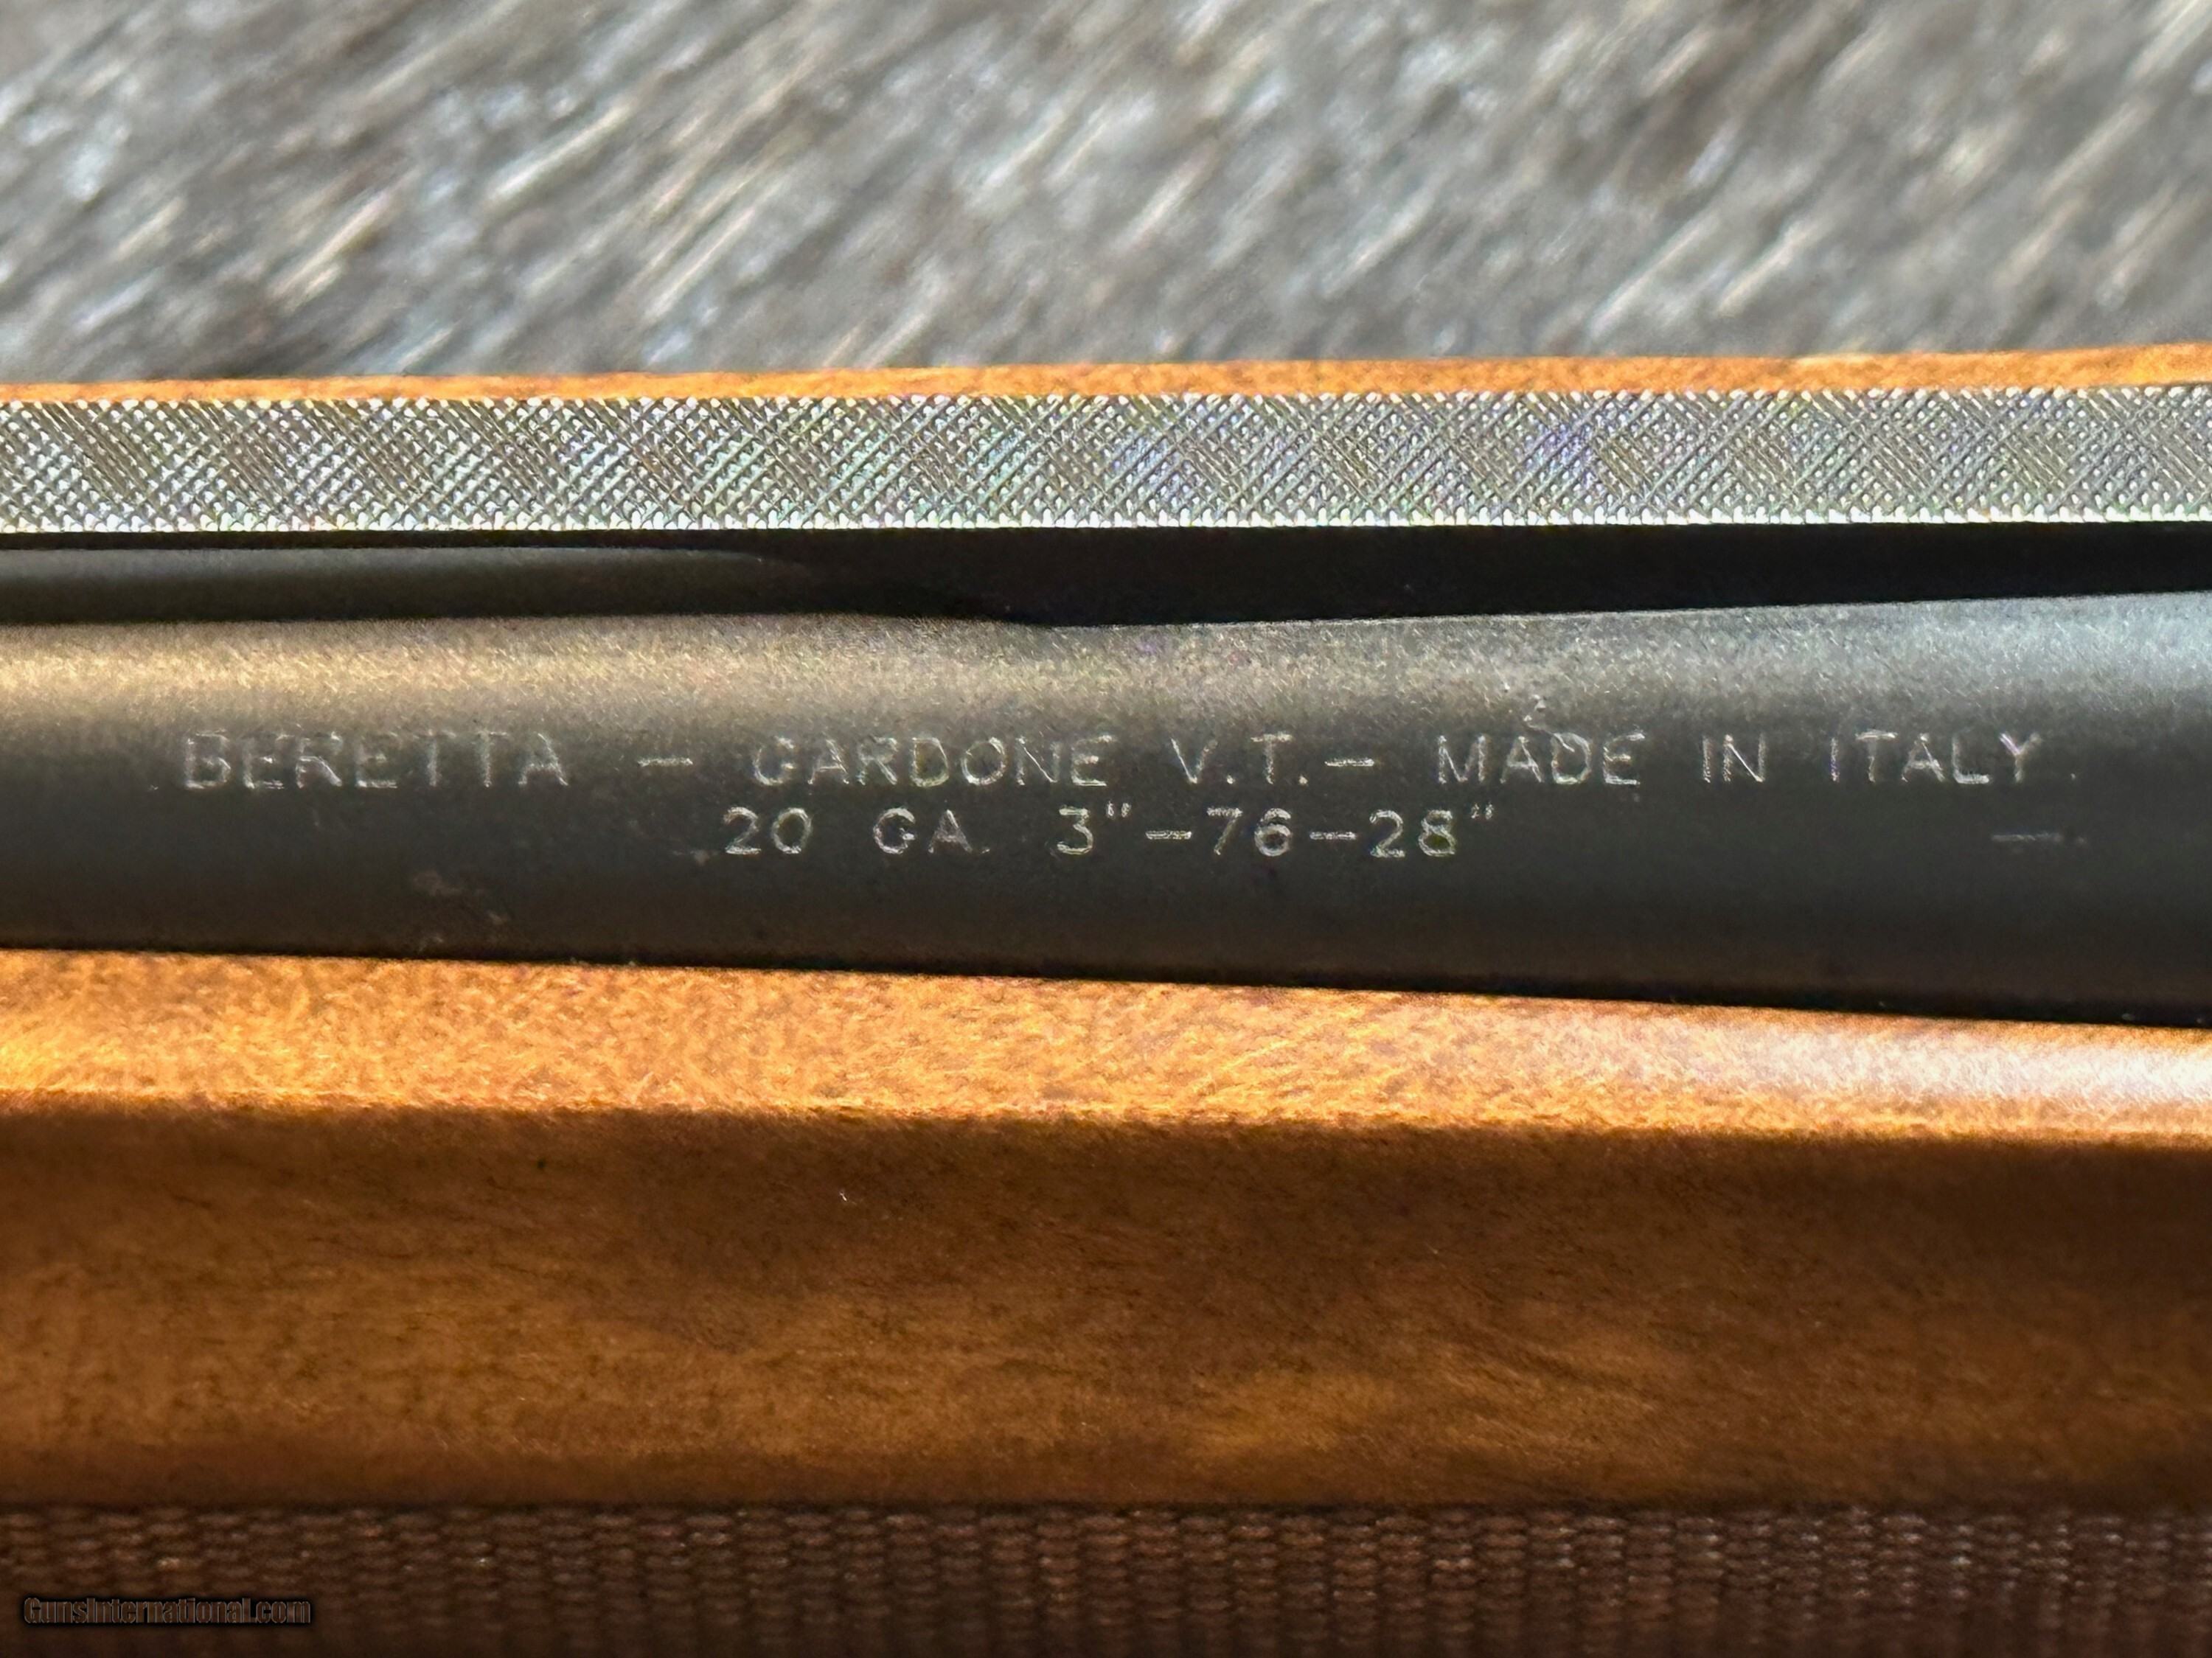 BERETTA - GARDONE V.T. - MADE IN ITALY
20 GA. 3"-76-28"
GunsInternational.com